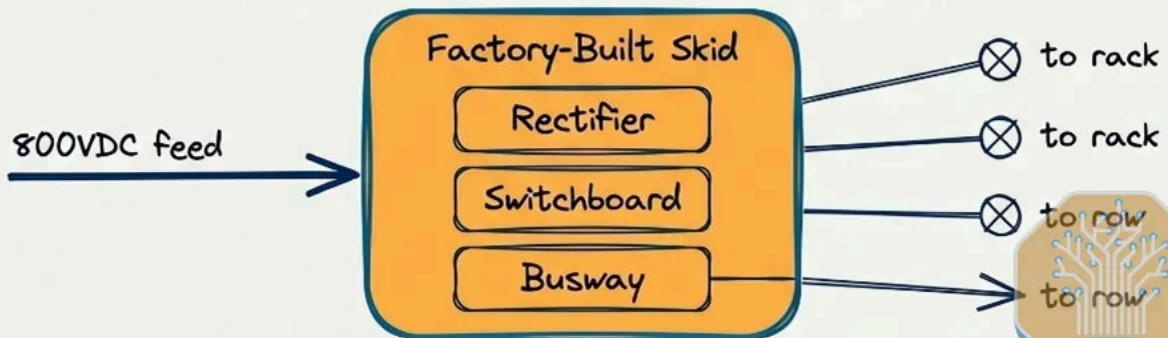 Factory-Built Skid
Rectifier
Switchboard
Busway
800VDC feed
to rack
to rack
to row
to row